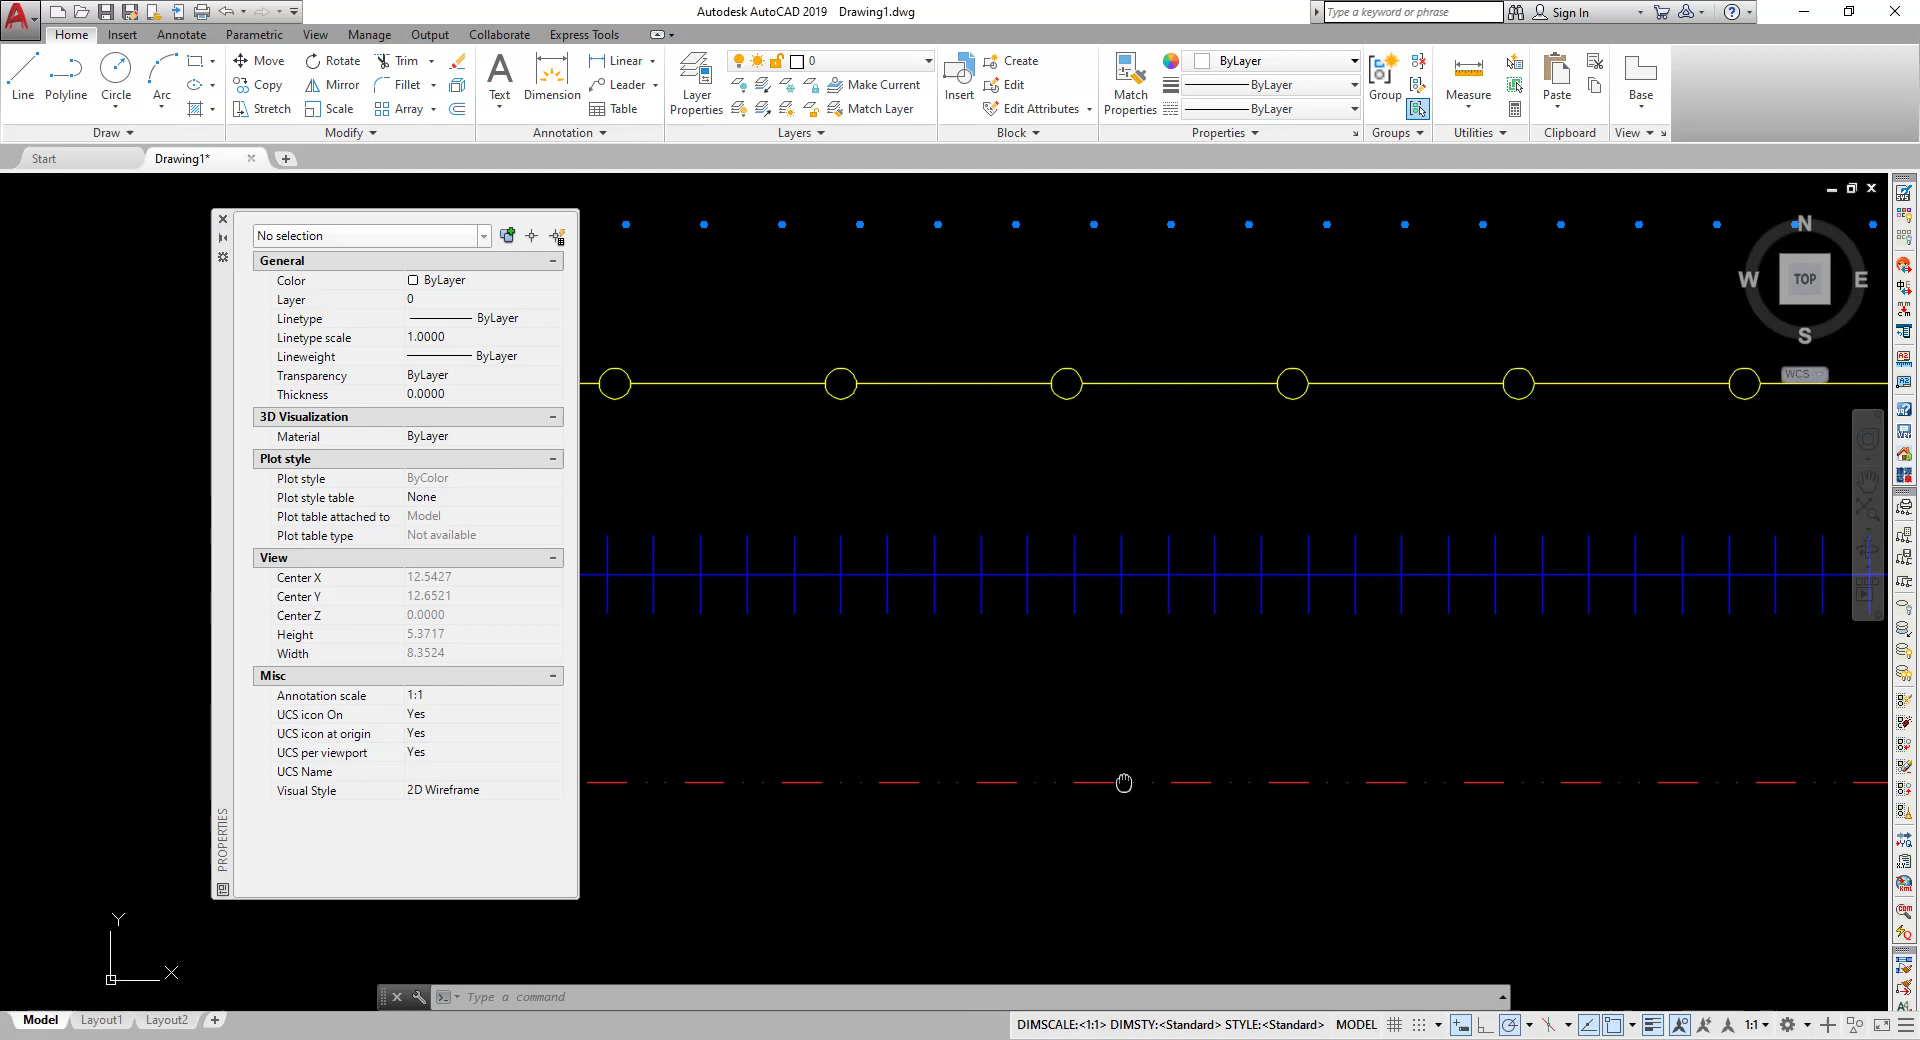 Autodesk AutoCAD 2019 Drawing1.dwg
Type a keyword or phrase
Sign In
Home Insert Annotate Parametric View Manage Output Collaborate Express Tools
Line Polyline Circle Arc
Draw
Move Rotate Trim
Copy Mirror Fillet
Stretch Scale Array
Modify
Text Dimension
Linear
Leader
Table
Annotation
Layer Properties
0
Make Current
Match Layer
Layers
Insert
Create
Edit
Edit Attributes
Block
Match Properties
ByLayer
ByLayer
ByLayer
Properties
Group
Groups
Measure
Utilities
Paste
Clipboard
Base
View
Start Drawing1*
No selection
General
Color ByLayer
Layer 0
Linetype ByLayer
Linetype scale 1.0000
Lineweight ByLayer
Transparency ByLayer
Thickness 0.0000
3D Visualization
Material ByLayer
Plot style
Plot style ByColor
Plot style table None
Plot table attached to Model
Plot table type Not available
View
Center X 12.5427
Center Y 12.6521
Center Z 0.0000
Height 5.3717
Width 8.3524
Misc
Annotation scale 1:1
UCS icon On Yes
UCS icon at origin Yes
UCS per viewport Yes
UCS Name
Visual Style 2D Wireframe
PROPERTIES
N
W TOP E
S
WCS
Y
X
Type a command
Model Layout1 Layout2
DIMSCALE:<1:1> DIMSTY:<Standard> STYLE:<Standard> MODEL 1:1